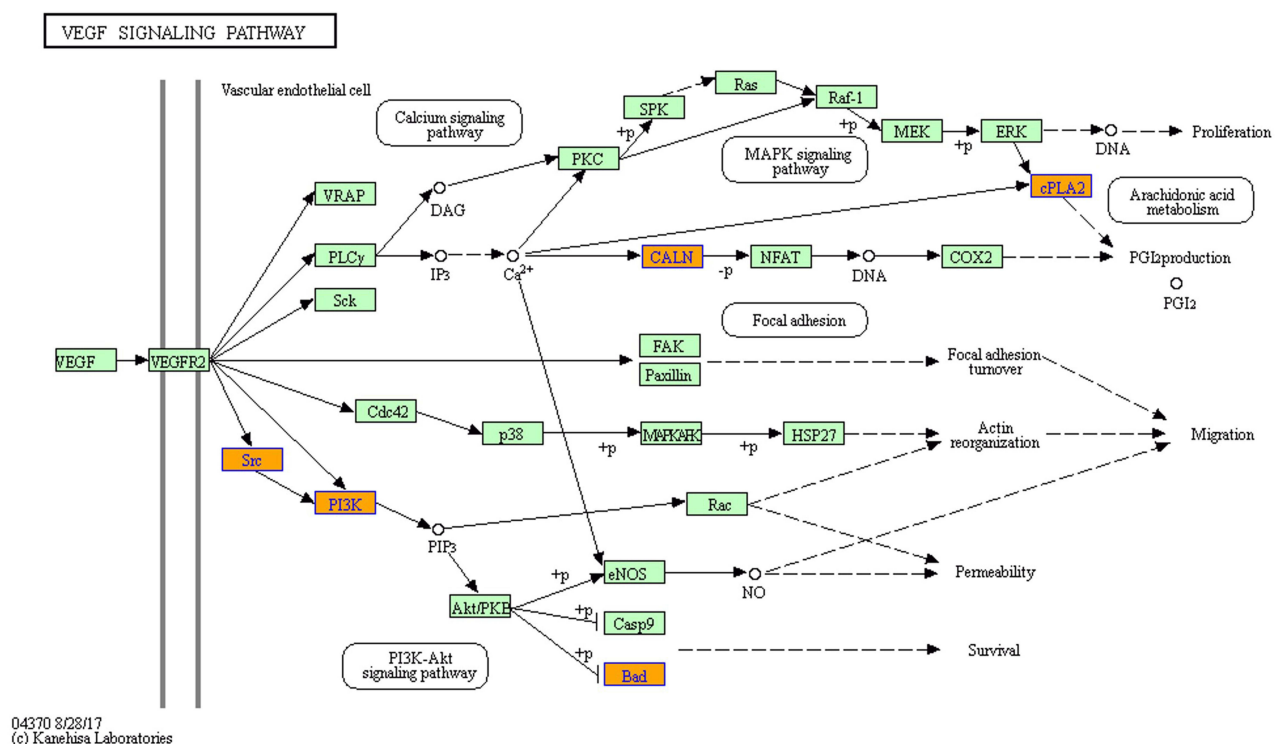 VEGF SIGNALING PATHWAY
Vascular endothelial cell
Calcium signaling
pathway
SPK
Ras
Raf-1
+p
+p
MEK
+p
ERK
DNA
Proliferation
PKC
MAPK signaling
pathway
VRAP
DAG
cPLA2
Arachidonic acid
metabolism
PLCγ
IP3
Ca2+
CALN
-p
NFAT
DNA
COX2
PGI2production
PGI2
Sck
Focal adhesion
VEGF
VEGFR2
FAK
Paxillin
Focal adhesion
turnover
Cdc42
p38
+p
MAPKAPK
+p
HSP27
Actin
reorganization
Migration
Src
PI3K
PIP3
Rac
+p
eNOS
NO
Permeability
Akt/PKB
+p
Casp9
+p
Bad
Survival
PI3K-Akt
signaling pathway
04370 8/28/17
(c) Kanehisa Laboratories